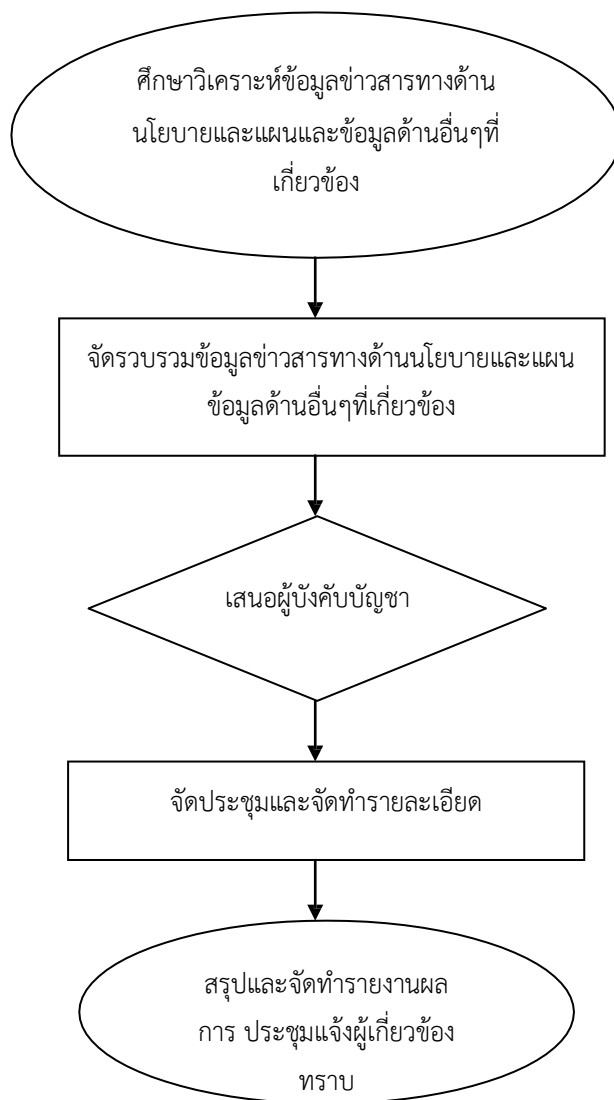 ศึกษาวิเคราะห์ข้อมูลข่าวสารทางด้าน
นโยบายและแผนและข้อมูลด้านอื่นๆที่
เกี่ยวข้อง
จัดรวบรวมข้อมูลข่าวสารทางด้านนโยบายและแผน
ข้อมูลด้านอื่นๆที่เกี่ยวข้อง
เสนอผู้บังคับบัญชา
จัดประชุมและจัดทำรายละเอียด
สรุปและจัดทำรายงานผล
การ ประชุมแจ้งผู้เกี่ยวข้อง
ทราบ